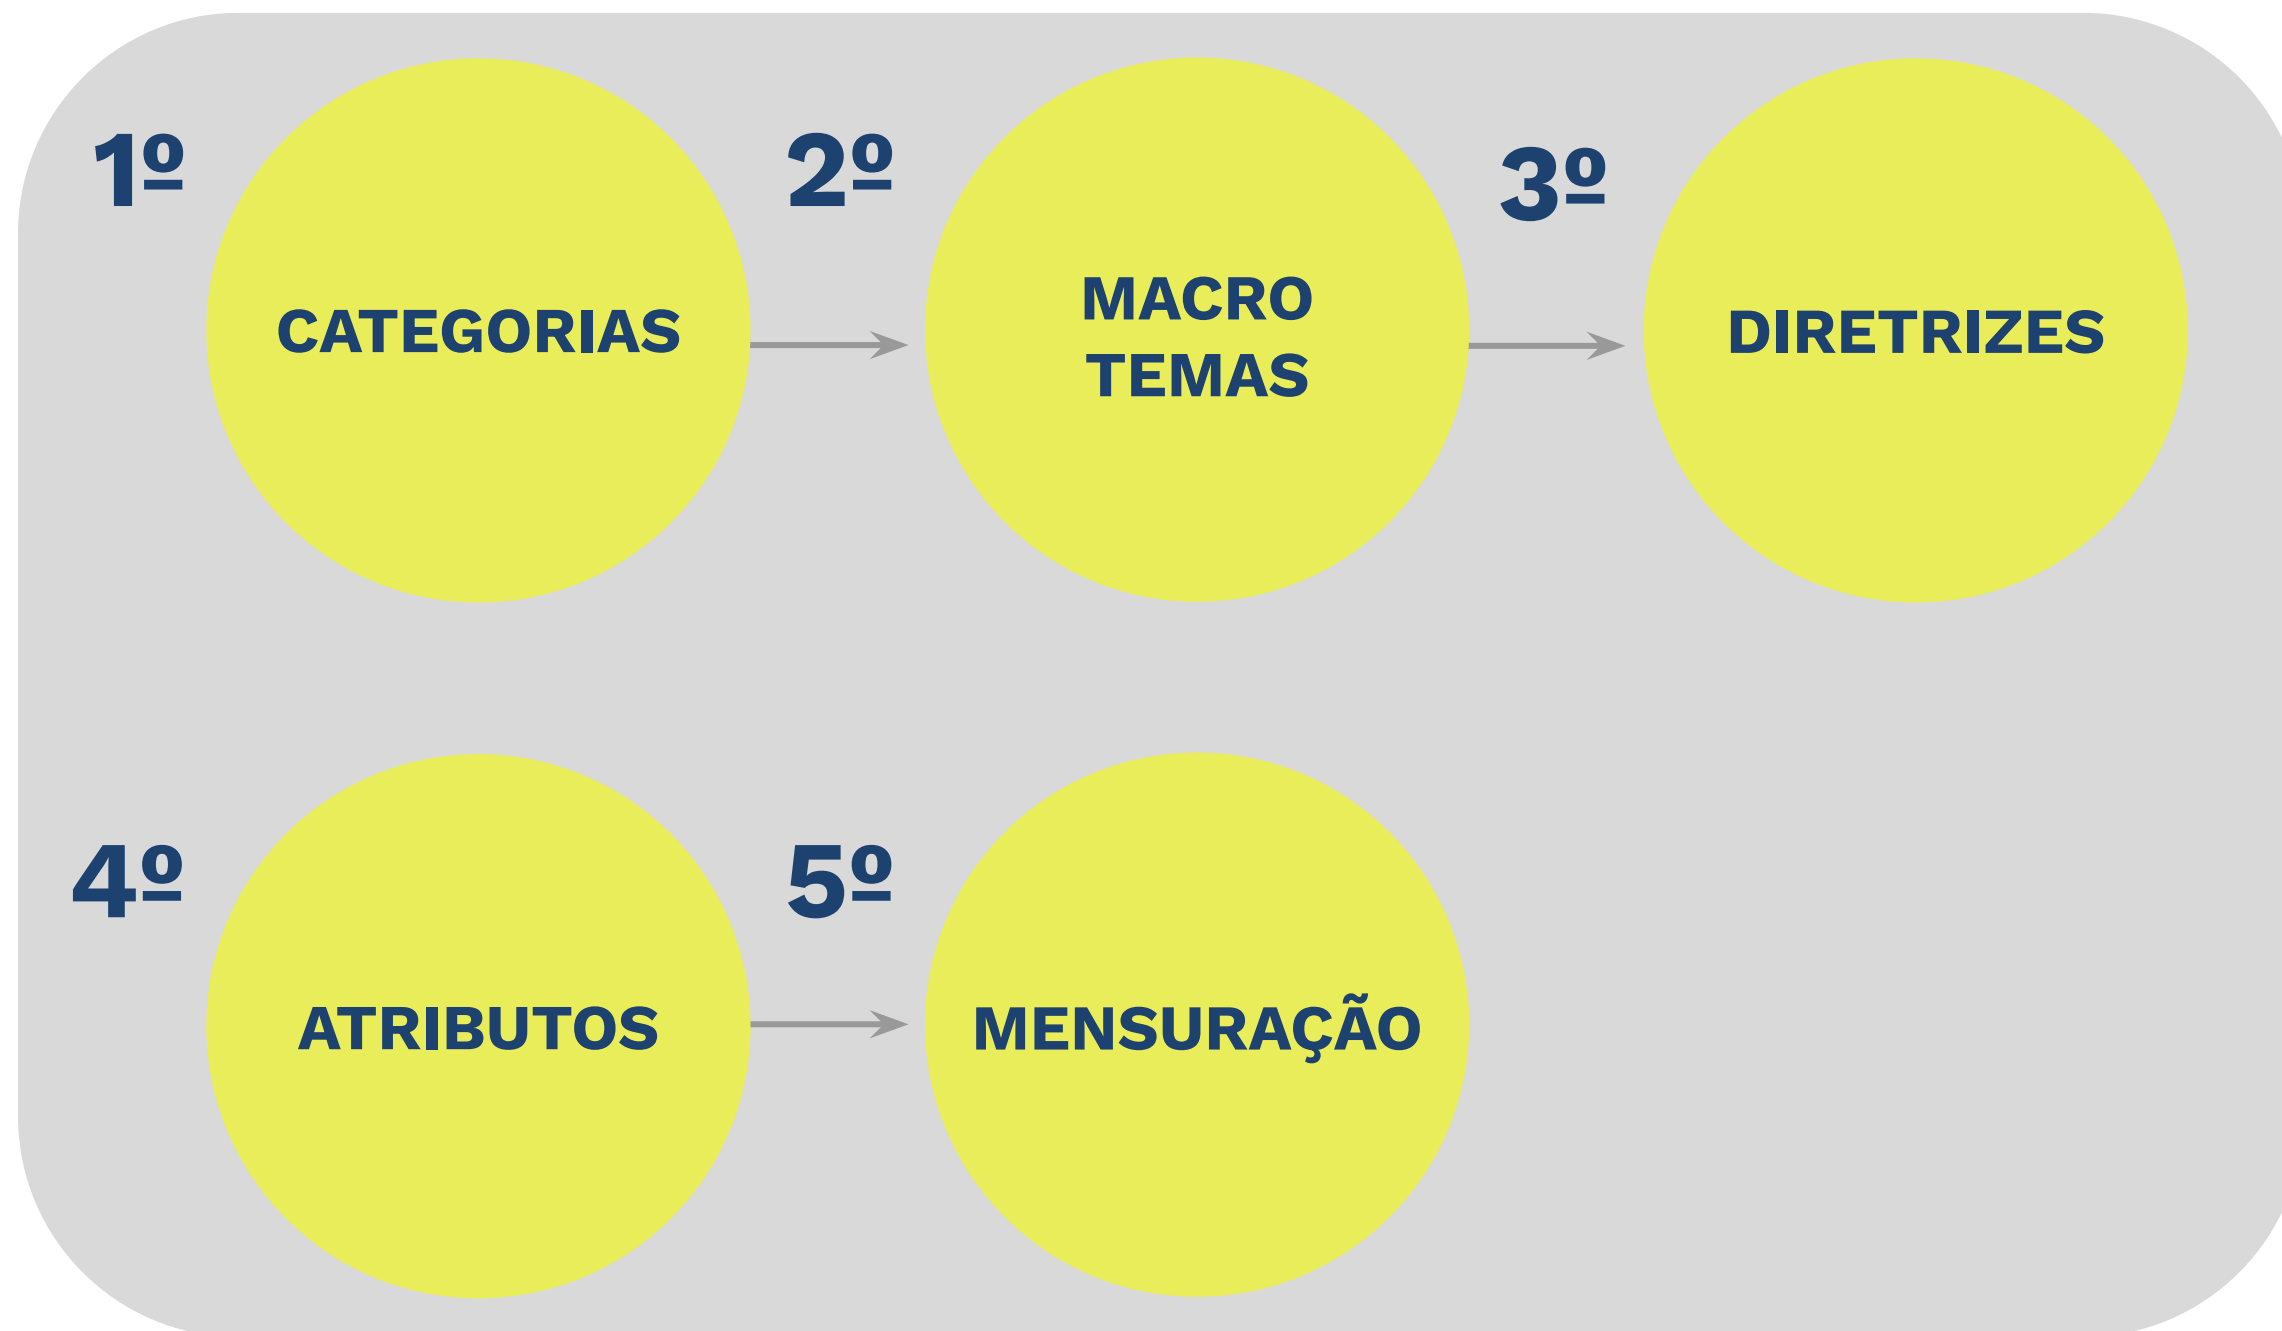 1º
CATEGORIAS
2º
MACRO
TEMAS
3º
DIRETRIZES
4º
ATRIBUTOS
5º
MENSURAÇÃO